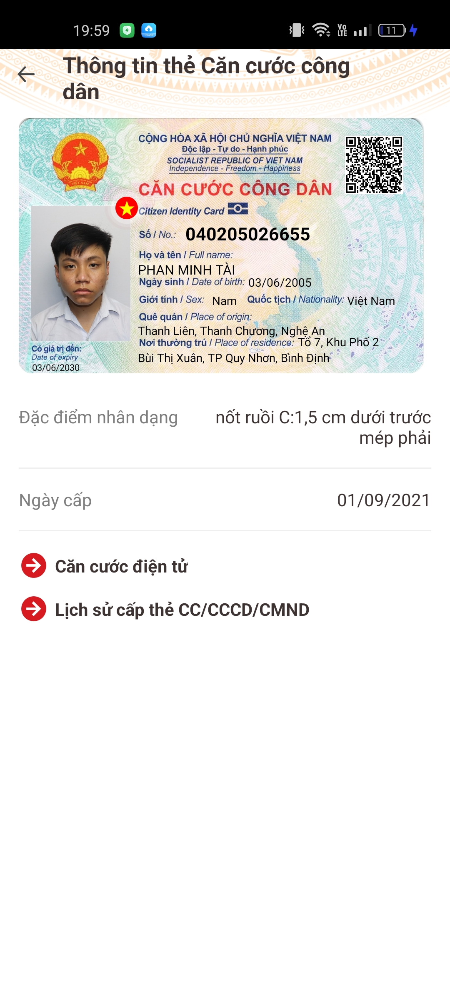 19:59
Vo
LTE
11
Thông tin thẻ Căn cước công
dân
CỘNG HÒA XÃ HỘI CHỦ NGHĨA VIỆT NAM
Độc lập - Tự do - Hạnh phúc
SOCIALIST REPUBLIC OF VIET NAM
Independence - Freedom - Happiness
VIỆT NAM
CĂN CƯỚC CÔNG DÂN
Citizen Identity Card
Số / No.: 040205026655
Họ và tên / Full name:
PHAN MINH TÀI
Ngày sinh / Date of birth: 03/06/2005
Giới tính / Sex: Nam Quốc tịch / Nationality: Việt Nam
Quê quán / Place of origin:
Thanh Liên, Thanh Chương, Nghệ An
Nơi thường trú / Place of residence: Tổ 7, Khu Phố 2
Bùi Thị Xuân, TP Quy Nhơn, Bình Định
Có giá trị đến:
Date of expiry
03/06/2030
Đặc điểm nhân dạng nốt ruồi C:1,5 cm dưới trước
mép phải
Ngày cấp 01/09/2021
Căn cước điện tử
Lịch sử cấp thẻ CC/CCCD/CMND